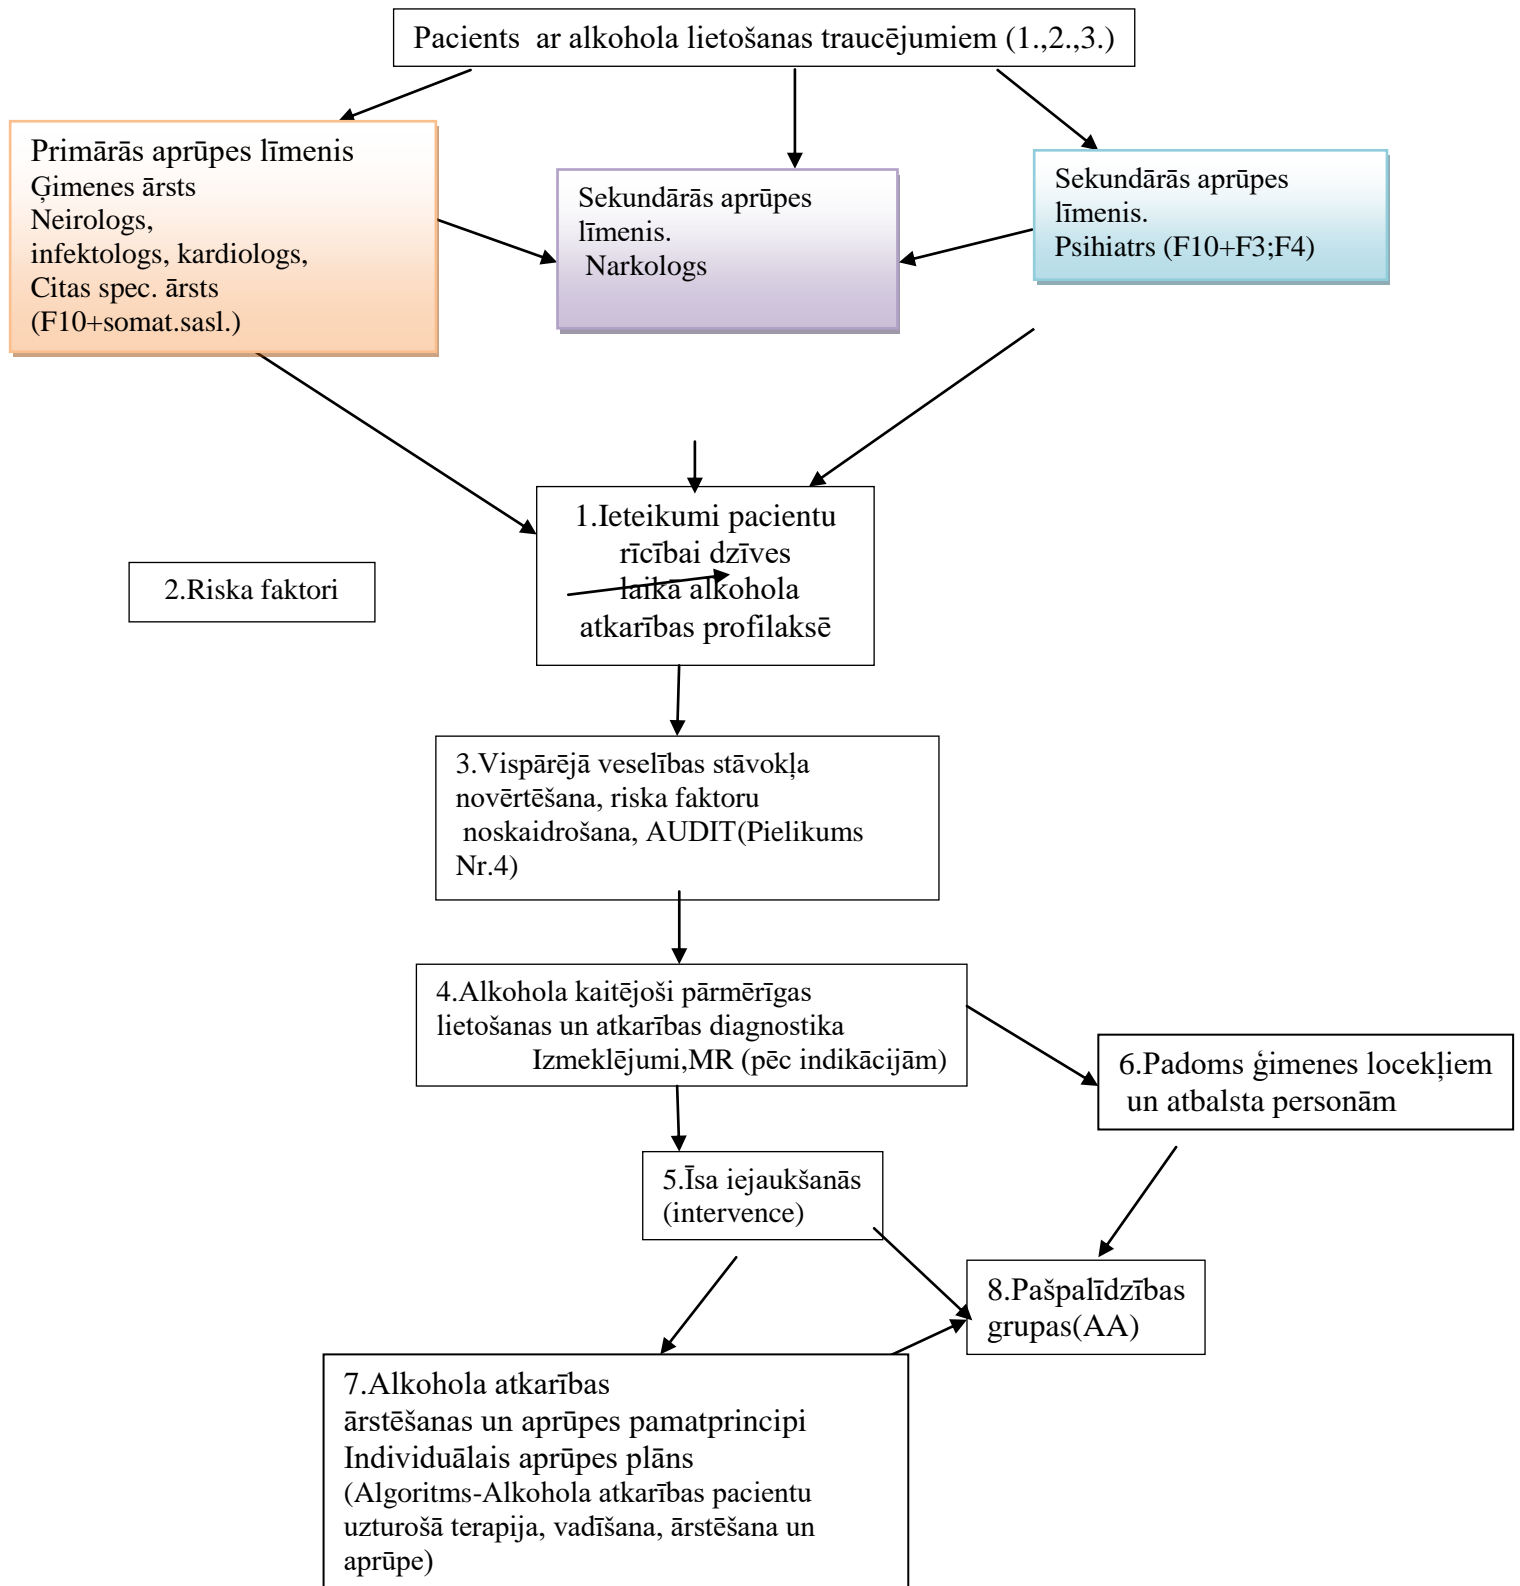 Pacients ar alkohola lietošanas traucējumiem (1.,2.,3.)
Primārās aprūpes līmenis
Ģimenes ārsts
Neirologs,
infektologs, kardiologs,
Citas spec. ārsts
(F10+somat.sasl.)
Sekundārās aprūpes
līmenis.
Narkologs
Sekundārās aprūpes
līmenis.
Psihiatrs (F10+F3;F4)
1.Ieteikumi pacientu
rīcībai dzīves
laikā alkohola
atkarības profilaksē
2.Riska faktori
3.Vispārējā veselības stāvokļa
novērtēšana, riska faktoru
noskaidrošana, AUDIT(Pielikums
Nr.4)
4.Alkohola kaitējoši pārmērīgas
lietošanas un atkarības diagnostika
Izmeklējumi,MR (pēc indikācijām)
6.Padoms ģimenes locekļiem
un atbalsta personām
5.Īsa iejaukšanās
(intervence)
8.Pašpalīdzības
grupas(AA)
7.Alkohola atkarības
ārstēšanas un aprūpes pamatprincipi
Individuālais aprūpes plāns
(Algoritms-Alkohola atkarības pacientu
uzturošā terapija, vadīšana, ārstēšana un
aprūpe)